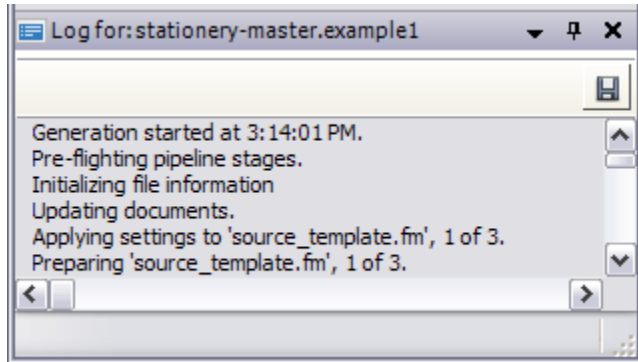 Log for: stationery-master.example1
Generation started at 3:14:01 PM.
Pre-flighting pipeline stages.
Initializing file information
Updating documents.
Applying settings to 'source_template.fm', 1 of 3.
Preparing 'source_template.fm', 1 of 3.